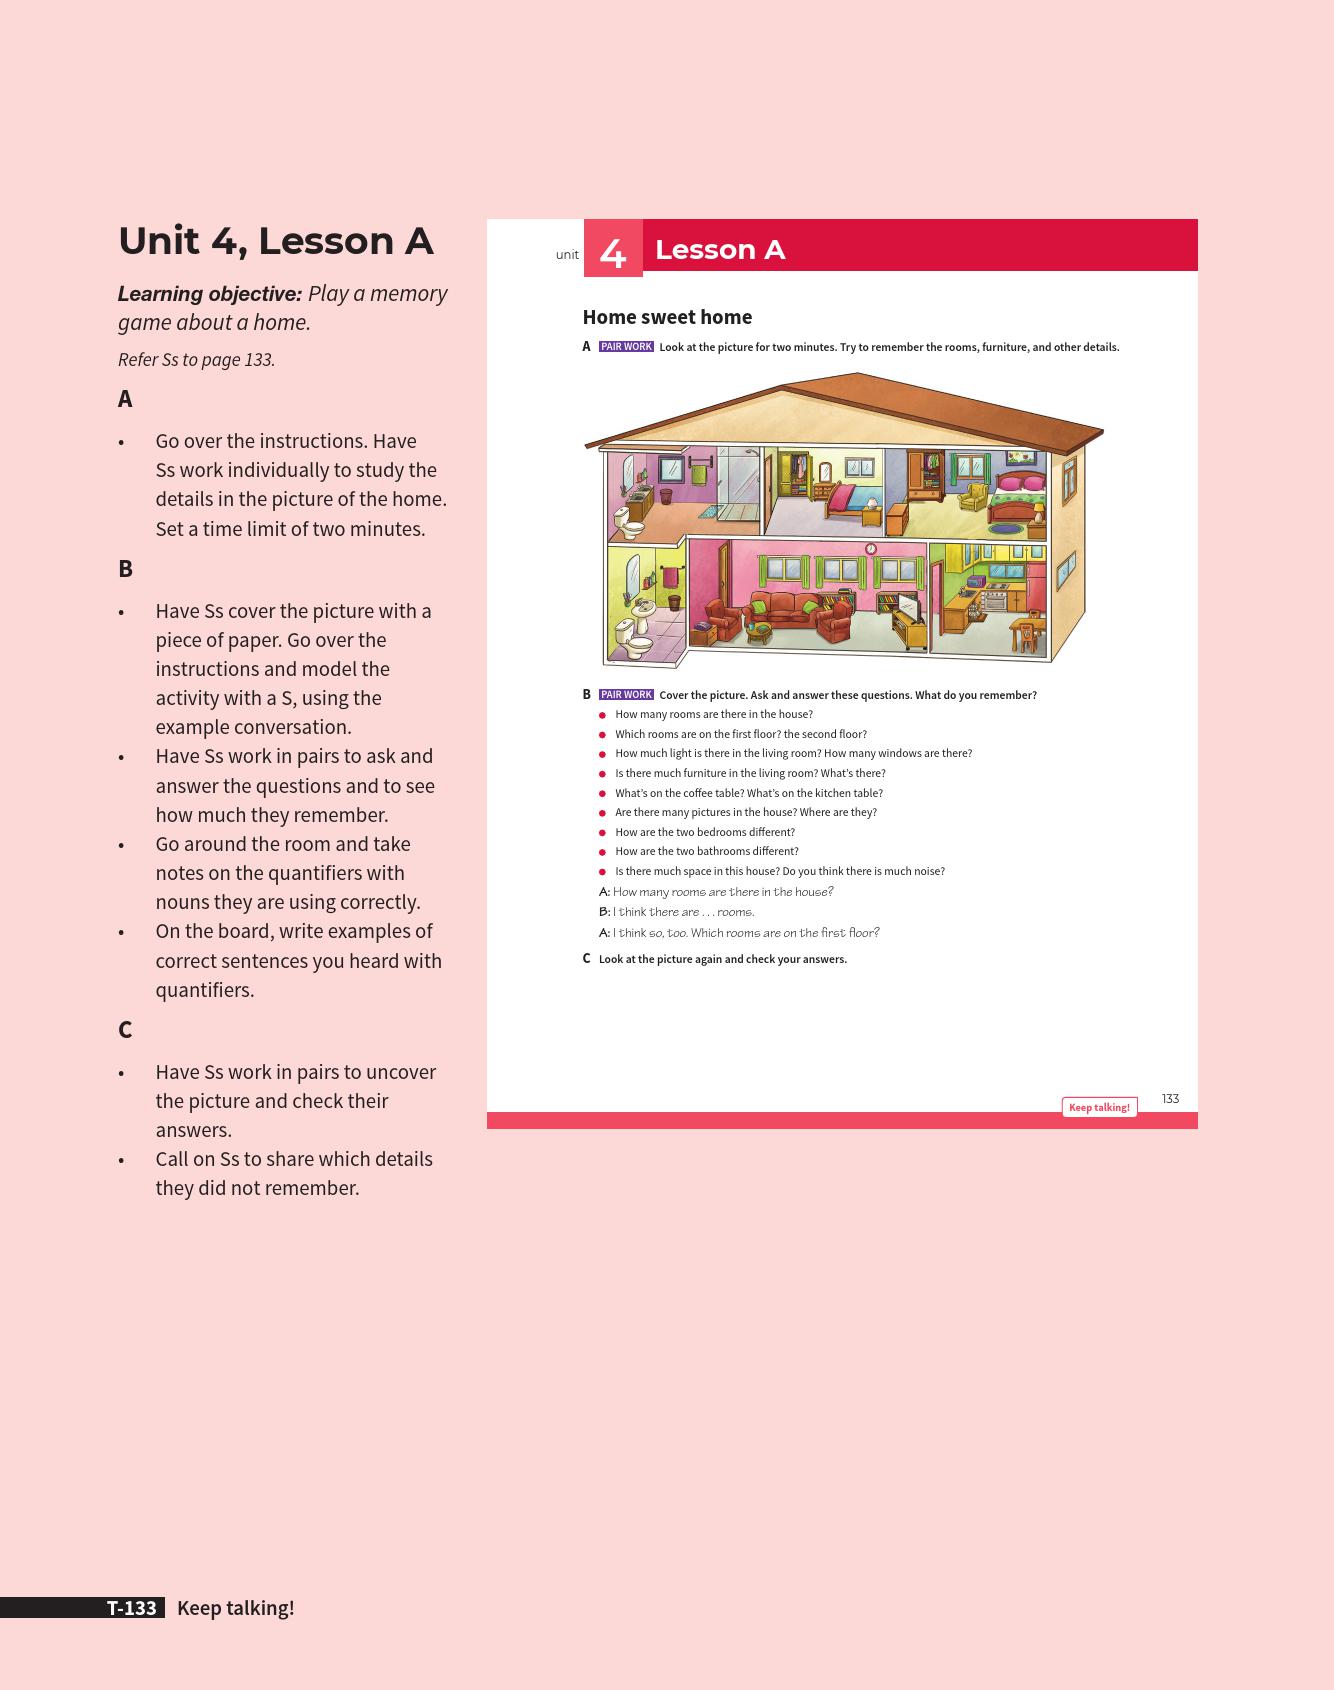 Unit 4, Lesson A
Learning objective: Play a memory
game about a home.
Refer Ss to page 133.
A
• Go over the instructions. Have
Ss work individually to study the
details in the picture of the home.
Set a time limit of two minutes.
B
• Have Ss cover the picture with a
piece of paper. Go over the
instructions and model the
activity with a S, using the
example conversation.
• Have Ss work in pairs to ask and
answer the questions and to see
how much they remember.
• Go around the room and take
notes on the quantifiers with
nouns they are using correctly.
• On the board, write examples of
correct sentences you heard with
quantifiers.
C
• Have Ss work in pairs to uncover
the picture and check their
answers.
• Call on Ss to share which details
they did not remember.
unit 4 Lesson A
Home sweet home
A PAIR WORK Look at the picture for two minutes. Try to remember the rooms, furniture, and other details.
B PAIR WORK Cover the picture. Ask and answer these questions. What do you remember?
● How many rooms are there in the house?
● Which rooms are on the first floor? the second floor?
● How much light is there in the living room? How many windows are there?
● Is there much furniture in the living room? What's there?
● What's on the coffee table? What's on the kitchen table?
● Are there many pictures in the house? Where are they?
● How are the two bedrooms different?
● How are the two bathrooms different?
● Is there much space in this house? Do you think there is much noise?
A: How many rooms are there in the house?
B: I think there are . . . rooms.
A: I think so, too. Which rooms are on the first floor?
C Look at the picture again and check your answers.
Keep talking! 133
T-133 Keep talking!